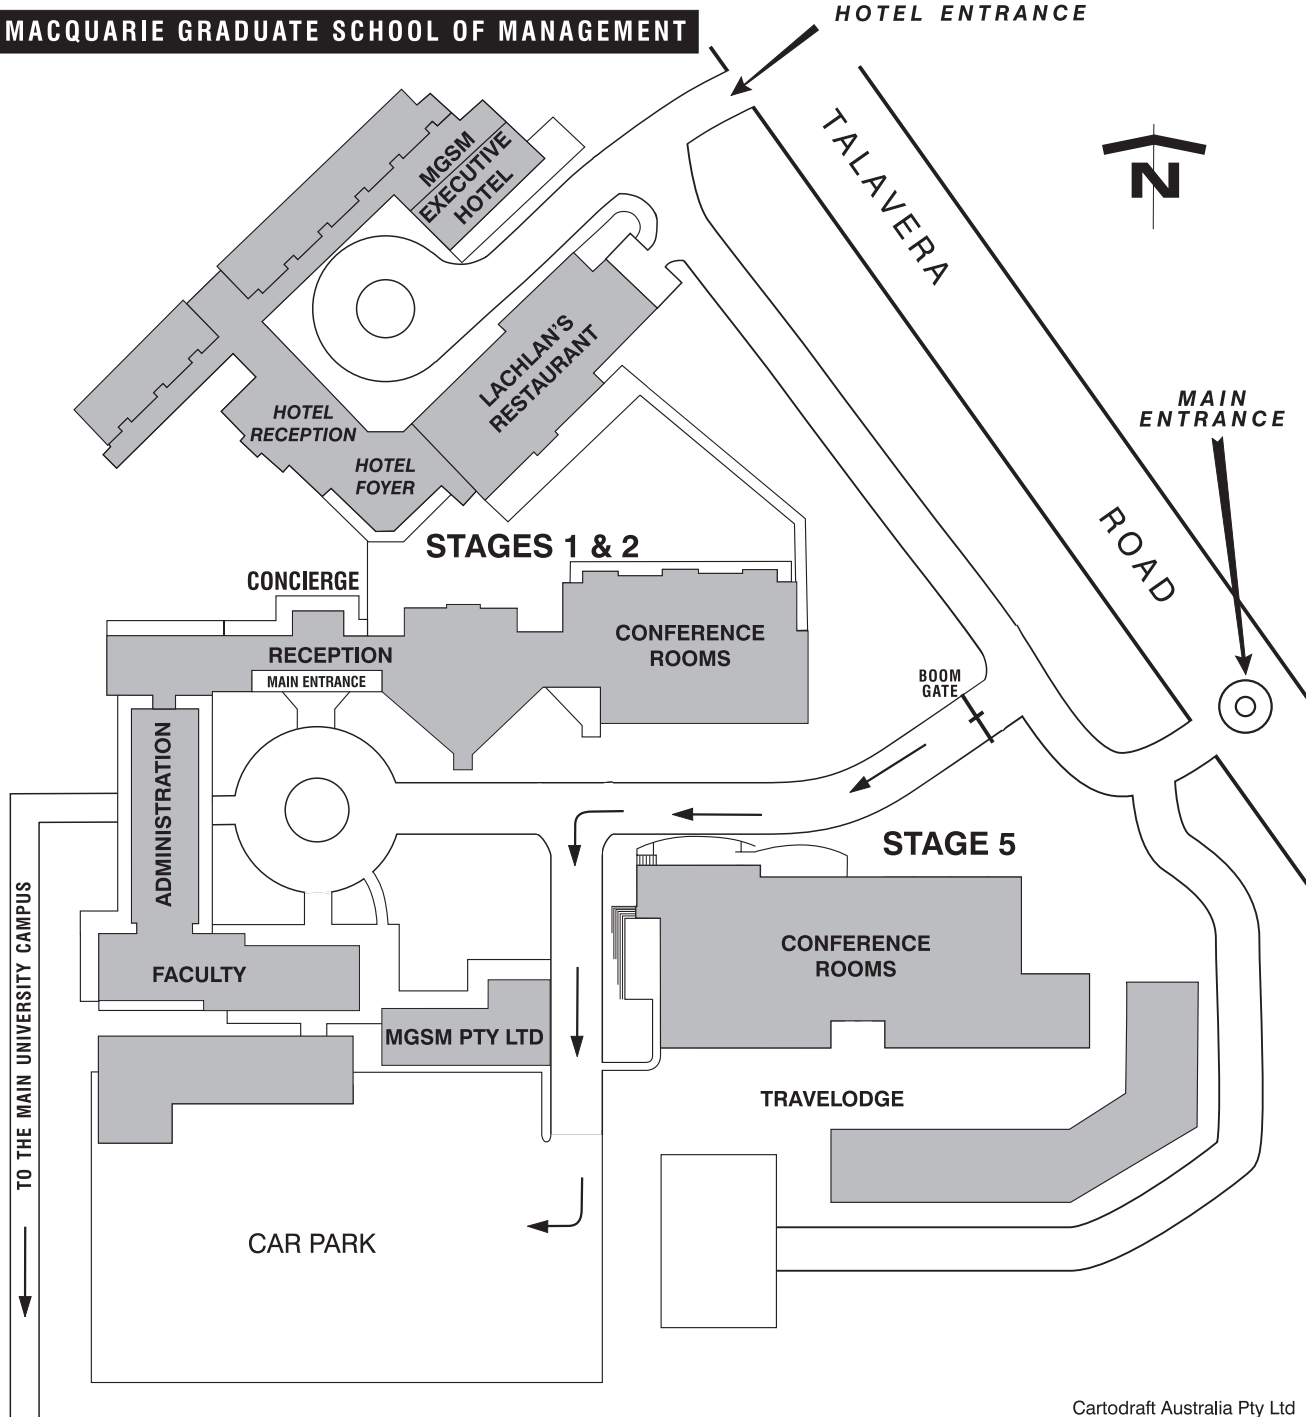 MACQUARIE GRADUATE SCHOOL OF MANAGEMENT
HOTEL ENTRANCE
MGSM
EXECUTIVE
HOTEL
TALAVERA
N
LACHLAN'S
RESTAURANT
HOTEL
RECEPTION
HOTEL
FOYER
MAIN
ENTRANCE
ROAD
STAGES 1 & 2
CONCIERGE
RECEPTION
MAIN ENTRANCE
CONFERENCE
ROOMS
BOOM
GATE
ADMINISTRATION
STAGE 5
TO THE MAIN UNIVERSITY CAMPUS
FACULTY
CONFERENCE
ROOMS
MGSM PTY LTD
TRAVELODGE
CAR PARK
Cartodraft Australia Pty Ltd